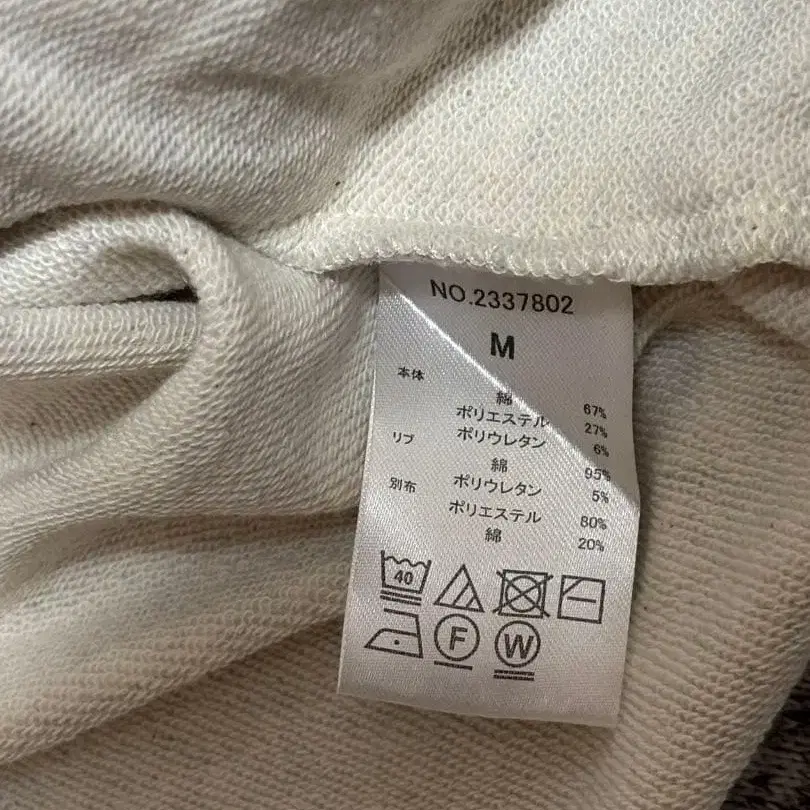 NO.2337802
M
本体 綿 67%
ポリエステル 27%
ポリウレタン 6%
リブ 綿 95%
ポリウレタン 5%
別布 ポリエステル 80%
綿 20%
40
F W